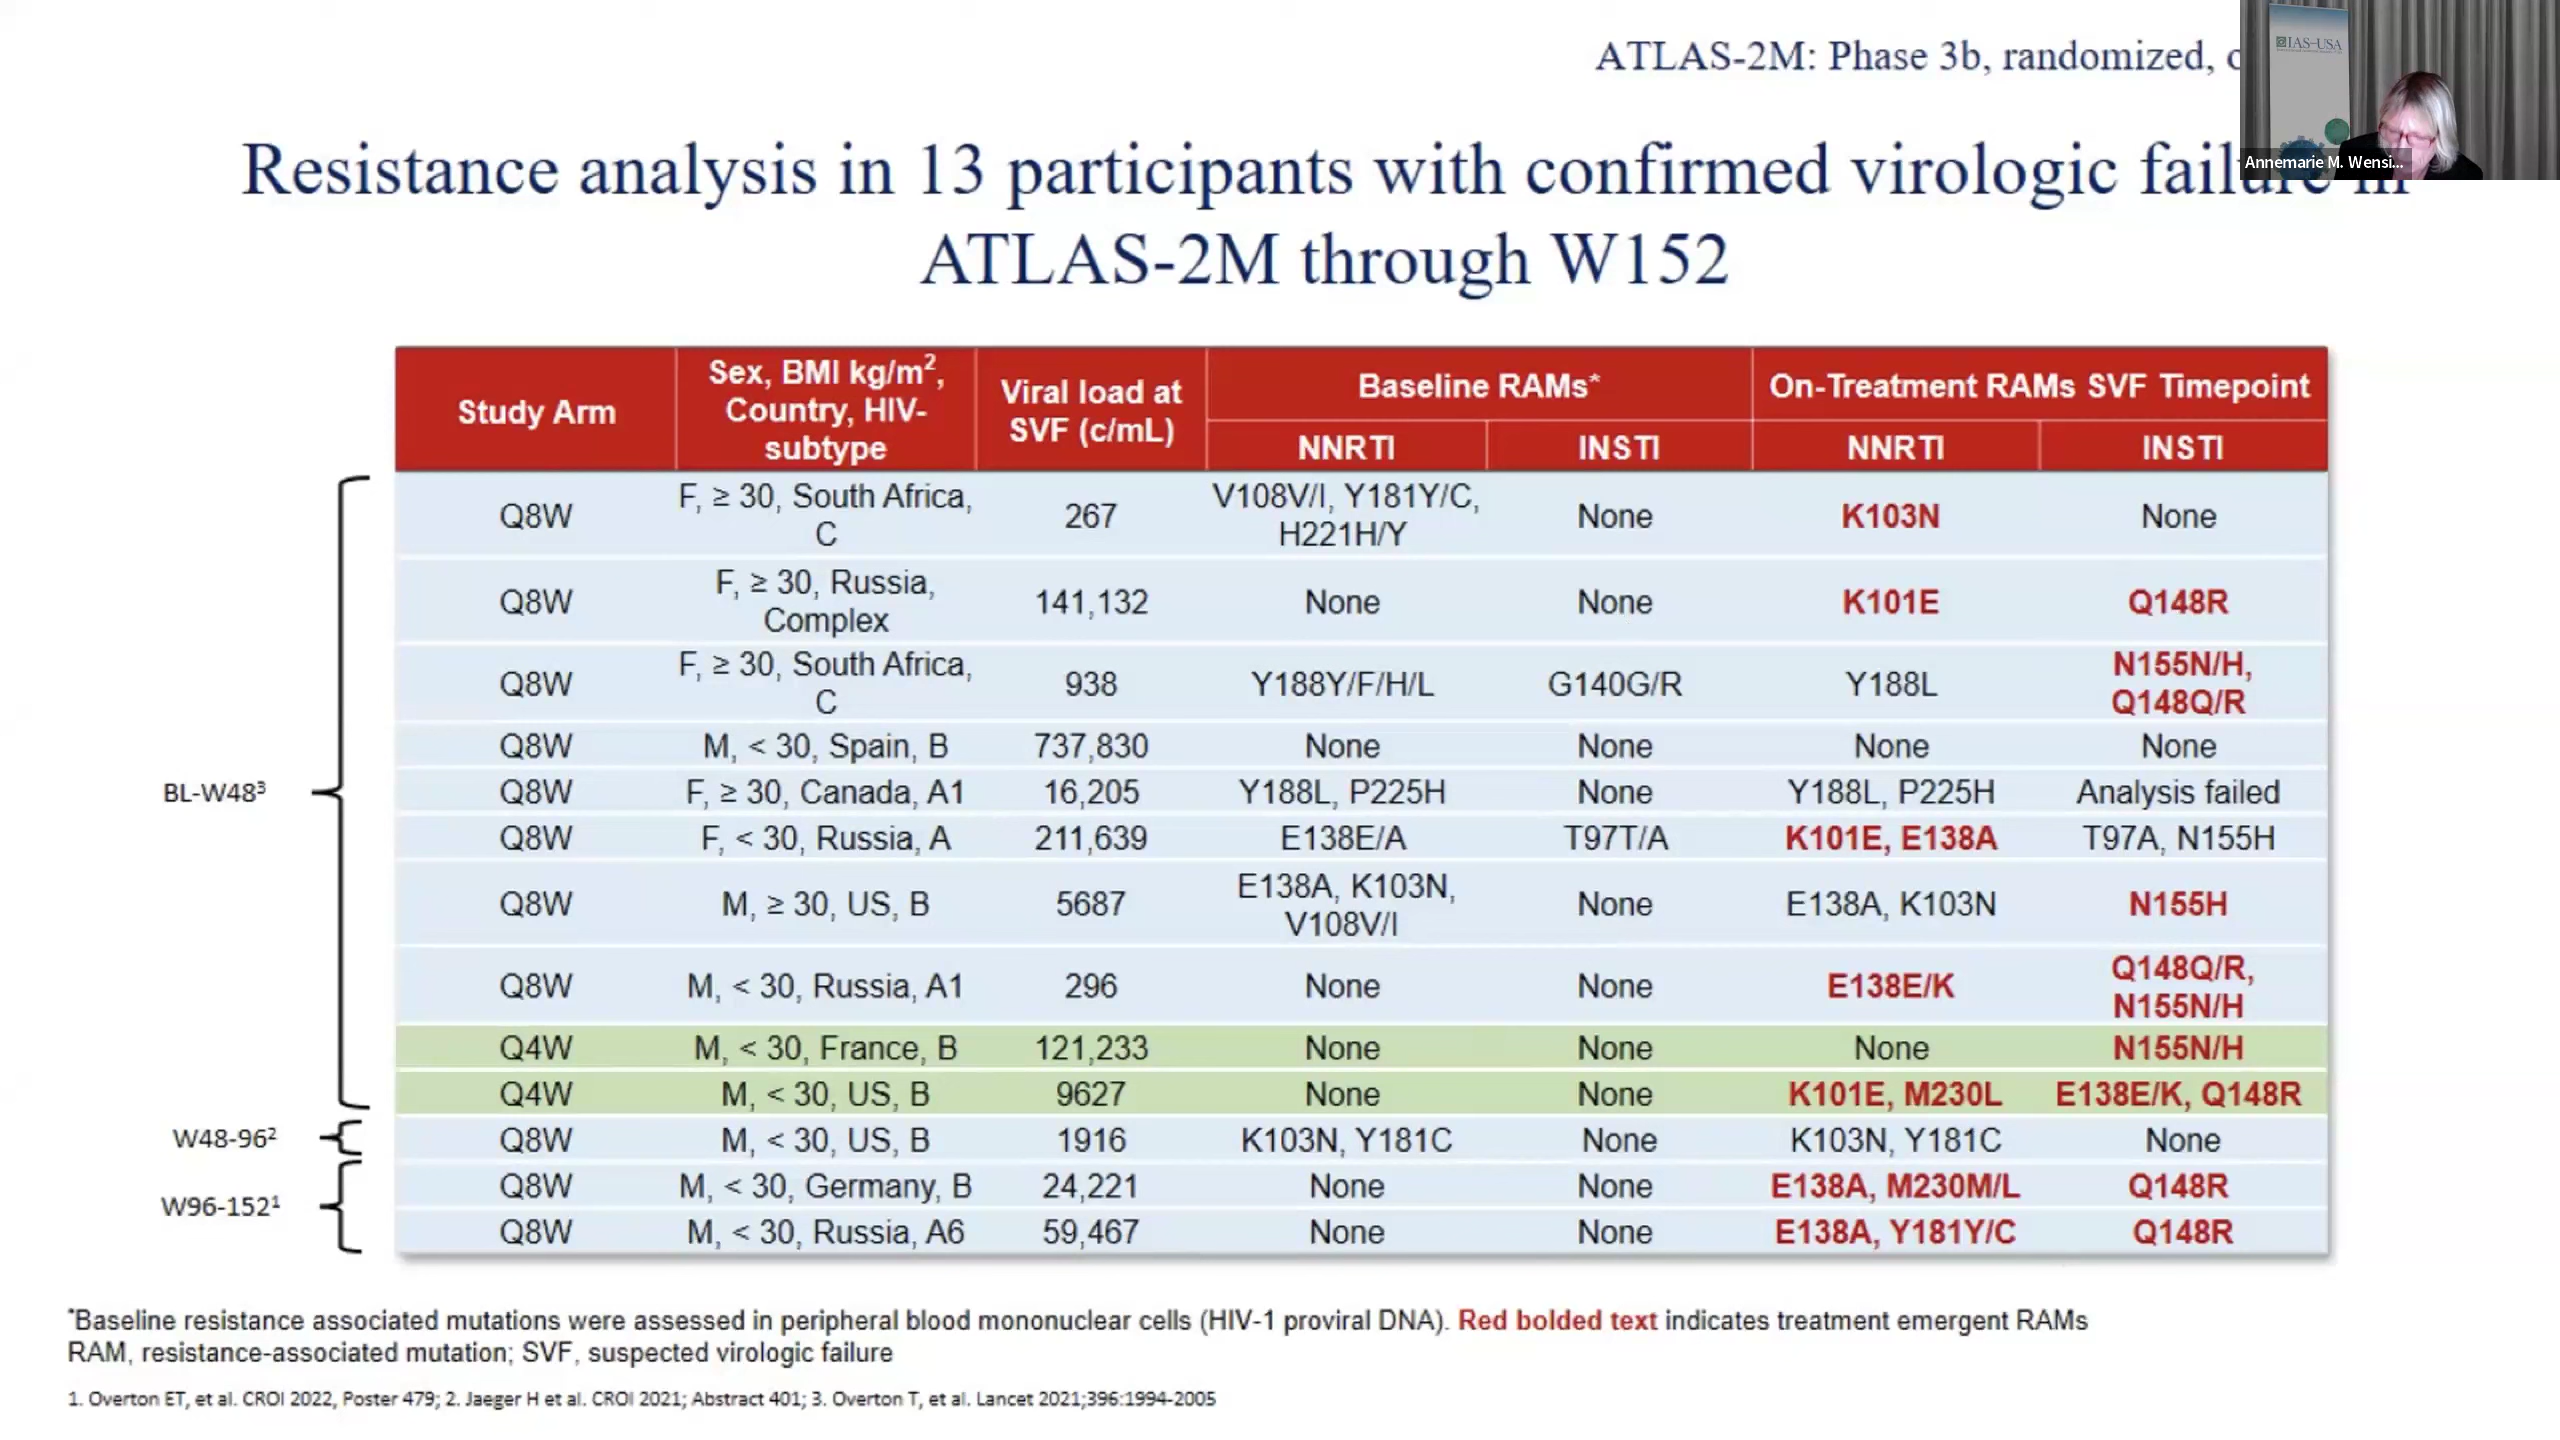 ATLAS-2M: Phase 3b, randomized,
IAS-USA
Annemarie M. Wensi...
Resistance analysis in 13 participants with confirmed virologic failure in
ATLAS-2M through W152
Study Arm
Sex, BMI kg/m², Country, HIV-subtype
Viral load at SVF (c/mL)
Baseline RAMs*
On-Treatment RAMs SVF Timepoint
NNRTI INSTI NNRTI INSTI
BL-W48³
Q8W F, ≥ 30, South Africa, C 267 V108V/I, Y181Y/C, H221H/Y None K103N None
Q8W F, ≥ 30, Russia, Complex 141,132 None None K101E Q148R
Q8W F, ≥ 30, South Africa, C 938 Y188Y/F/H/L G140G/R Y188L N155N/H, Q148Q/R
Q8W M, < 30, Spain, B 737,830 None None None None
Q8W F, ≥ 30, Canada, A1 16,205 Y188L, P225H None Y188L, P225H Analysis failed
Q8W F, < 30, Russia, A 211,639 E138E/A T97T/A K101E, E138A T97A, N155H
Q8W M, ≥ 30, US, B 5687 E138A, K103N, V108V/I None E138A, K103N N155H
Q8W M, < 30, Russia, A1 296 None None E138E/K Q148Q/R, N155N/H
Q4W M, < 30, France, B 121,233 None None None N155N/H
Q4W M, < 30, US, B 9627 None None K101E, M230L E138E/K, Q148R
W48-96²
Q8W M, < 30, US, B 1916 K103N, Y181C None K103N, Y181C None
W96-152¹
Q8W M, < 30, Germany, B 24,221 None None E138A, M230M/L Q148R
Q8W M, < 30, Russia, A6 59,467 None None E138A, Y181Y/C Q148R
*Baseline resistance associated mutations were assessed in peripheral blood mononuclear cells (HIV-1 proviral DNA). Red bolded text indicates treatment emergent RAMs
RAM, resistance-associated mutation; SVF, suspected virologic failure
1. Overton ET, et al. CROI 2022, Poster 479; 2. Jaeger H et al. CROI 2021; Abstract 401; 3. Overton T, et al. Lancet 2021;396:1994-2005